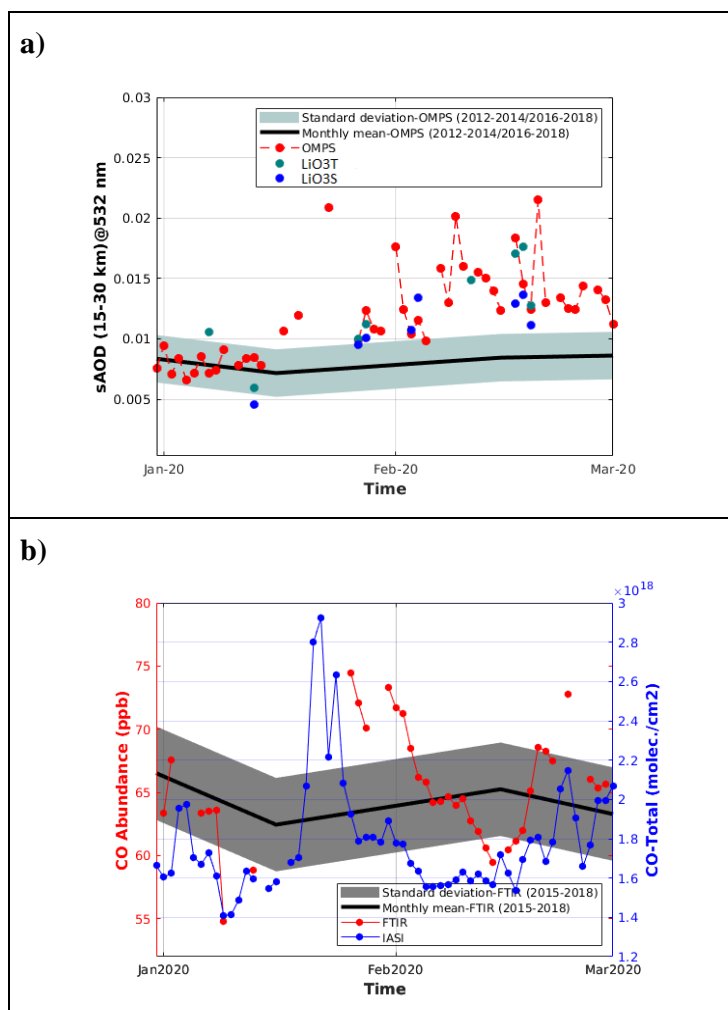 a)
0.03
0.025
0.02
0.015
0.01
0.005
sAOD (15-30 km)@532 nm
Standard deviation-OMPS (2012-2014/2016-2018)
Monthly mean-OMPS (2012-2014/2016-2018)
OMPS
LiO3T
LiO3S
Jan-20 Feb-20 Mar-20
Time
b)
80
75
70
65
60
55
CO Abundance (ppb)
×10^18
3
2.8
2.6
2.4
2.2
2
1.8
1.6
1.4
1.2
CO-Total (molec./cm2)
Standard deviation-FTIR (2015-2018)
Monthly mean-FTIR (2015-2018)
FTIR
IASI
Jan2020 Feb2020 Mar2020
Time